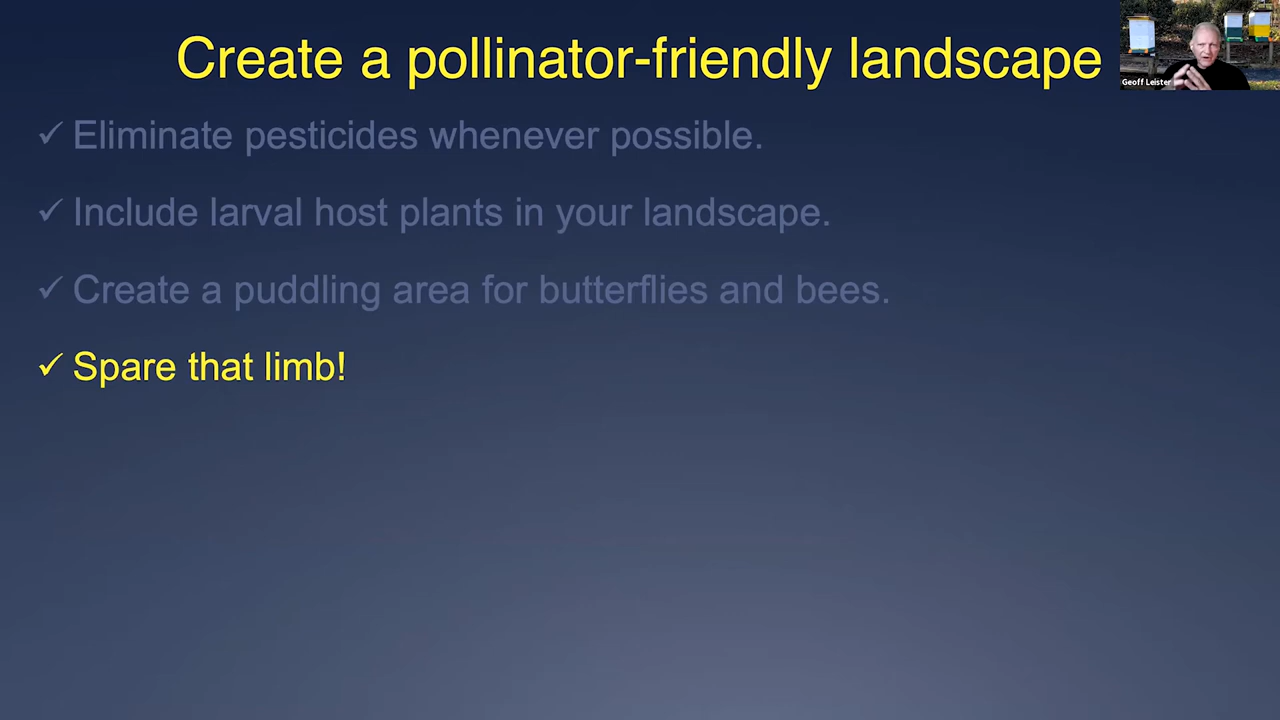 Create a pollinator-friendly landscape
Geoff Leister
✓ Eliminate pesticides whenever possible.
✓ Include larval host plants in your landscape.
✓ Create a puddling area for butterflies and bees.
✓ Spare that limb!